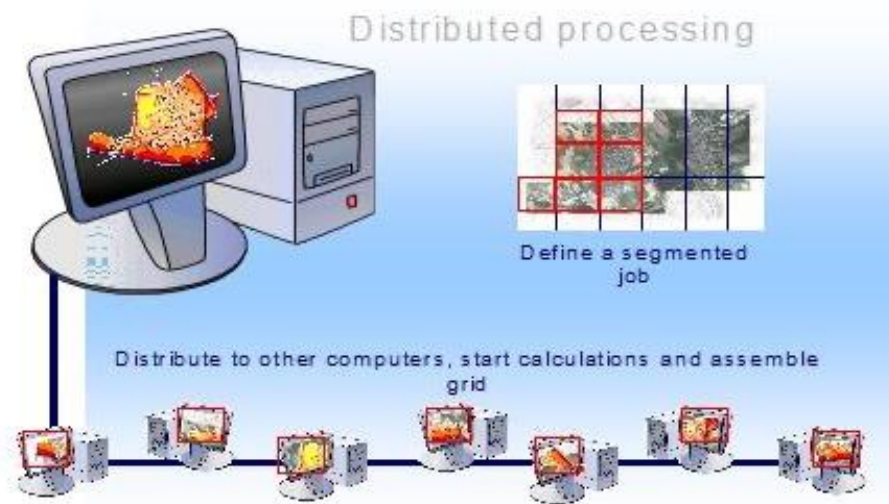 Distributed processing
Define a segmented
job
Distribute to other computers, start calculations and assemble
grid